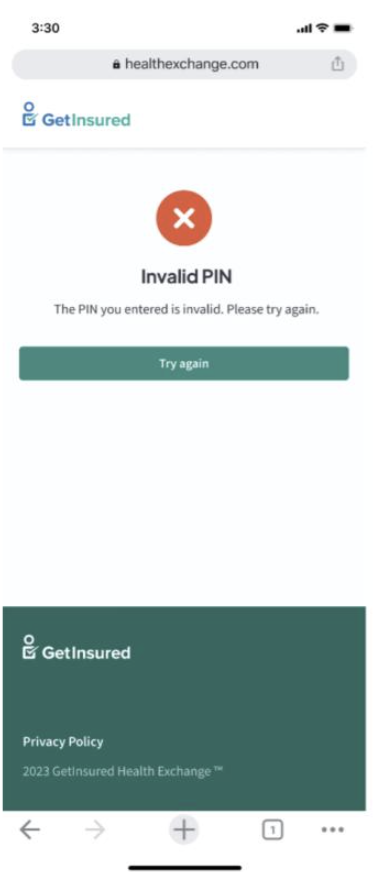 3:30
healthexchange.com
GetInsured
Invalid PIN
The PIN you entered is invalid. Please try again.
Try again
GetInsured
Privacy Policy
2023 GetInsured Health Exchange ™
1